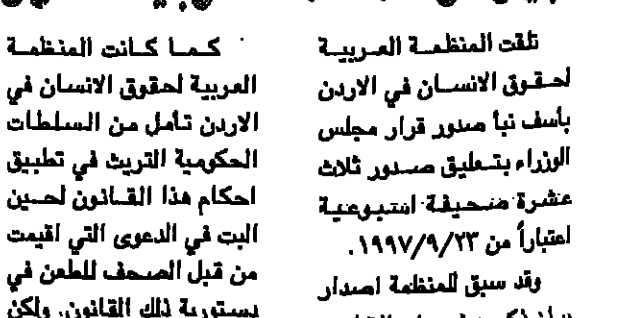 تلقت المنظمة العربية
لحقوق الانسان في الاردن
بأسف نبأ صدور قرار مجلس
الوزراء بتعليق صدور ثلاث
عشرة صحيفة اسبوعية
اعتباراً من ١٩٩٧/٩/٢٣.
وقد سبق للمنظمة اصدار
كما كانت المنظمة
العربية لحقوق الانسان في
الاردن تأمل من السلطات
الحكومية التريث في تطبيق
احكام هذا القانون لحين
البت في الدعوى التي اقيمت
من قبل الصحف للطعن في
دستورية ذلك القانون. ولكن